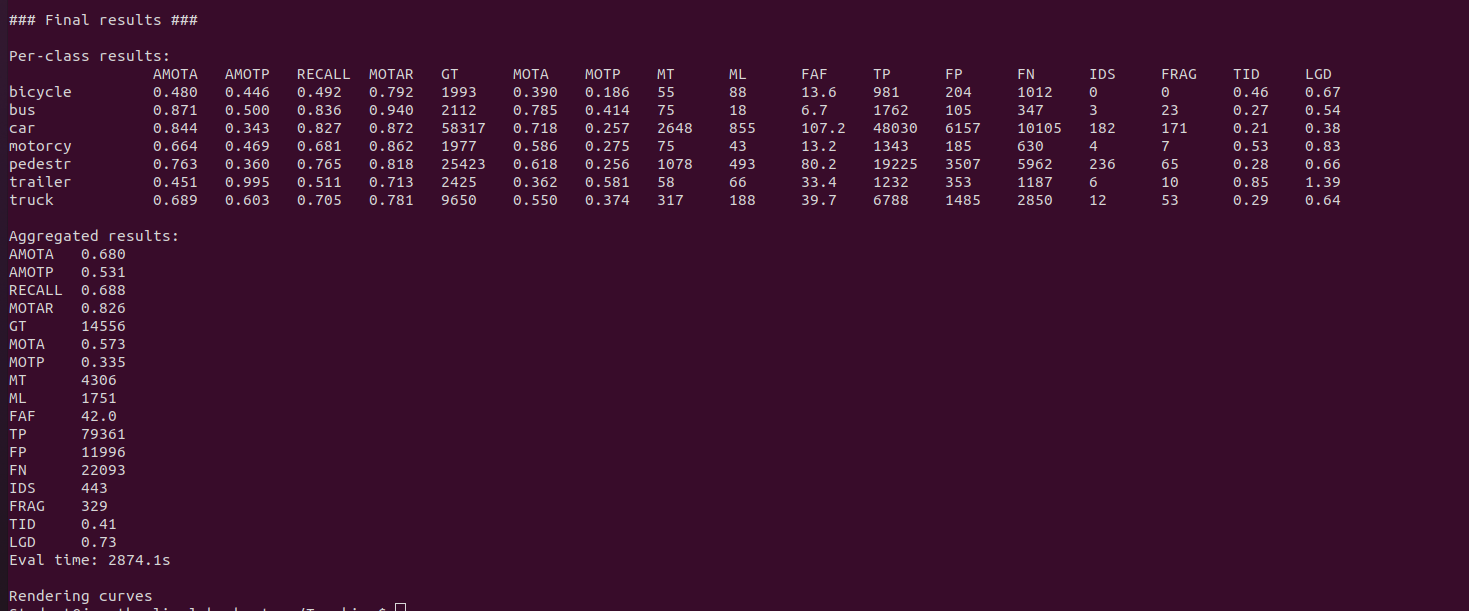 ### Final results ###
Per-class results:
AMOTA AMOTP RECALL MOTAR GT MOTA MOTP MT ML FAF TP FP FN IDS FRAG TID LGD
bicycle 0.480 0.446 0.492 0.792 1993 0.390 0.186 55 88 13.6 981 204 1012 0 0 0.46 0.67
bus 0.871 0.500 0.836 0.940 2112 0.785 0.414 75 18 6.7 1762 105 347 3 23 0.27 0.54
car 0.844 0.343 0.827 0.872 58317 0.718 0.257 2648 855 107.2 48030 6157 10105 182 171 0.21 0.38
motorcy 0.664 0.469 0.681 0.862 1977 0.586 0.275 75 43 13.2 1343 185 630 4 7 0.53 0.83
pedestr 0.763 0.360 0.765 0.818 25423 0.618 0.256 1078 493 80.2 19225 3507 5962 236 65 0.28 0.66
trailer 0.451 0.995 0.511 0.713 2425 0.362 0.581 58 66 33.4 1232 353 1187 6 10 0.85 1.39
truck 0.689 0.603 0.705 0.781 9650 0.550 0.374 317 188 39.7 6788 1485 2850 12 53 0.29 0.64
Aggregated results:
AMOTA 0.680
AMOTP 0.531
RECALL 0.688
MOTAR 0.826
GT 14556
MOTA 0.573
MOTP 0.335
MT 4306
ML 1751
FAF 42.0
TP 79361
FP 11996
FN 22093
IDS 443
FRAG 329
TID 0.41
LGD 0.73
Eval time: 2874.1s
Rendering curves